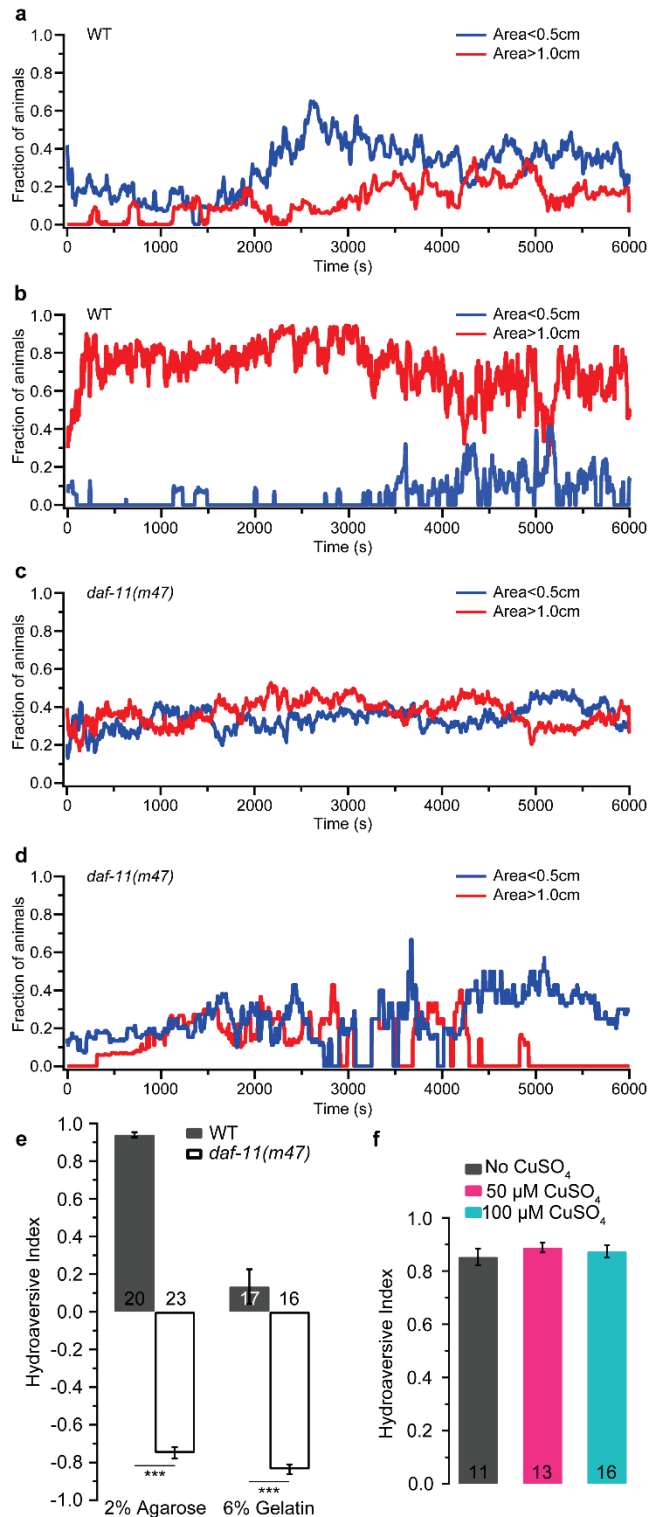 a
WT
Area<0.5cm
Area>1.0cm
Fraction of animals
1.0
0.8
0.6
0.4
0.2
0.0
0 1000 2000 3000 4000 5000 6000
Time (s)
b
WT
Area<0.5cm
Area>1.0cm
Fraction of animals
1.0
0.8
0.6
0.4
0.2
0.0
0 1000 2000 3000 4000 5000 6000
Time (s)
c
daf-11(m47)
Area<0.5cm
Area>1.0cm
Fraction of animals
1.0
0.8
0.6
0.4
0.2
0.0
0 1000 2000 3000 4000 5000 6000
Time (s)
d
daf-11(m47)
Area<0.5cm
Area>1.0cm
Fraction of animals
1.0
0.8
0.6
0.4
0.2
0.0
0 1000 2000 3000 4000 5000 6000
Time (s)
e
WT
daf-11(m47)
Hydroaversive Index
1.0
0.8
0.6
0.4
0.2
0.0
-0.2
-0.4
-0.6
-0.8
-1.0
20 23 17 16
*** ***
2% Agarose 6% Gelatin
f
No CuSO4
50 µM CuSO4
100 µM CuSO4
Hydroaversive Index
1.0
0.8
0.6
0.4
0.2
0.0
11 13 16